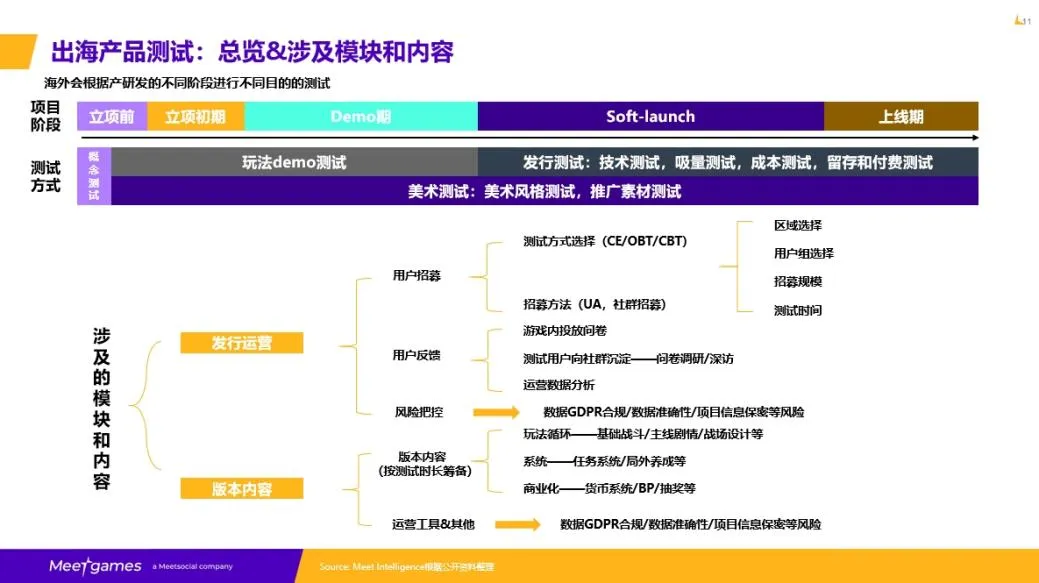 11
出海产品测试：总览&涉及模块和内容
海外会根据产研发的不同阶段进行不同目的的测试
项目
阶段
立项前
立项初期
Demo期
Soft-launch
上线期
测试
方式
概念测试
玩法demo测试
发行测试：技术测试，吸量测试，成本测试，留存和付费测试
美术测试：美术风格测试，推广素材测试
涉及的模块和内容
发行运营
用户招募
测试方式选择（CE/OBT/CBT）
区域选择
用户组选择
招募规模
测试时间
招募方法（UA，社群招募）
用户反馈
游戏内投放问卷
测试用户向社群沉淀——问卷调研/深访
运营数据分析
风险把控
数据GDPR合规/数据准确性/项目信息保密等风险
版本内容
版本内容
（按测试时长筹备）
玩法循环——基础战斗/主线剧情/战场设计等
系统——任务系统/局外养成等
商业化——货币系统/BP/抽奖等
运营工具&其他
数据GDPR合规/数据准确性/项目信息保密等风险
Meetgames
a Meetsocial company
Source: Meet Intelligence根据公开资料整理